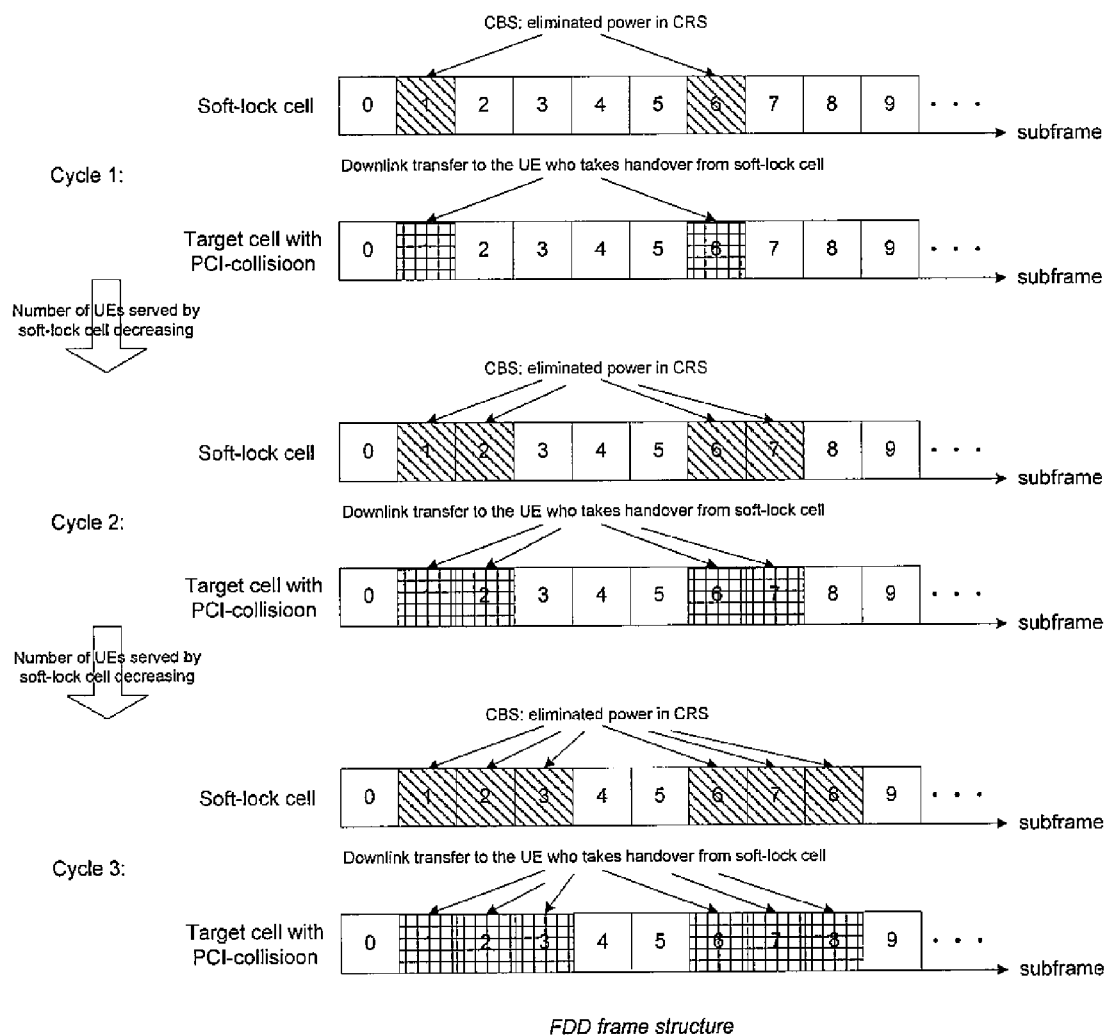 CBS: eliminated power in CRS
Soft-lock cell
0 1 2 3 4 5 6 7 8 9 . . .
subframe
Cycle 1:
Downlink transfer to the UE who takes handover from soft-lock cell
Target cell with
PCI-collisioon
0 2 3 4 5 6 7 8 9 . . .
subframe
Number of UEs served by
soft-lock cell decreasing
CBS: eliminated power in CRS
Soft-lock cell
0 1 2 3 4 5 6 7 8 9 . . .
subframe
Cycle 2:
Downlink transfer to the UE who takes handover from soft-lock cell
Target cell with
PCI-collisioon
0 2 3 4 5 6 7 8 9 . . .
subframe
Number of UEs served by
soft-lock cell decreasing
CBS: eliminated power in CRS
Soft-lock cell
0 1 2 3 4 5 6 7 8 9 . . .
subframe
Cycle 3:
Downlink transfer to the UE who takes handover from soft-lock cell
Target cell with
PCI-collisioon
0 1 2 3 4 5 6 7 8 9 . . .
subframe
FDD frame structure